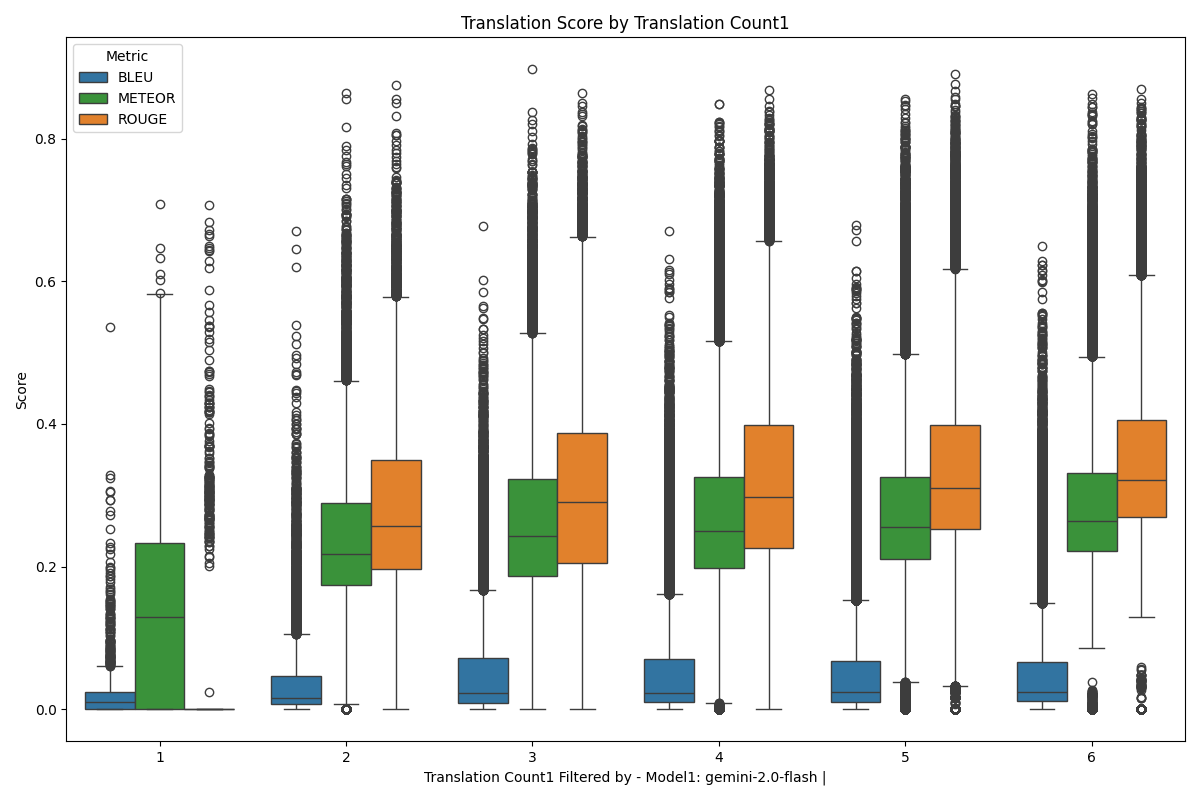 Translation Score by Translation Count1
Metric
BLEU
METEOR
ROUGE
Score
0.8
0.6
0.4
0.2
0.0
1 2 3 4 5 6
Translation Count1 Filtered by - Model1: gemini-2.0-flash |